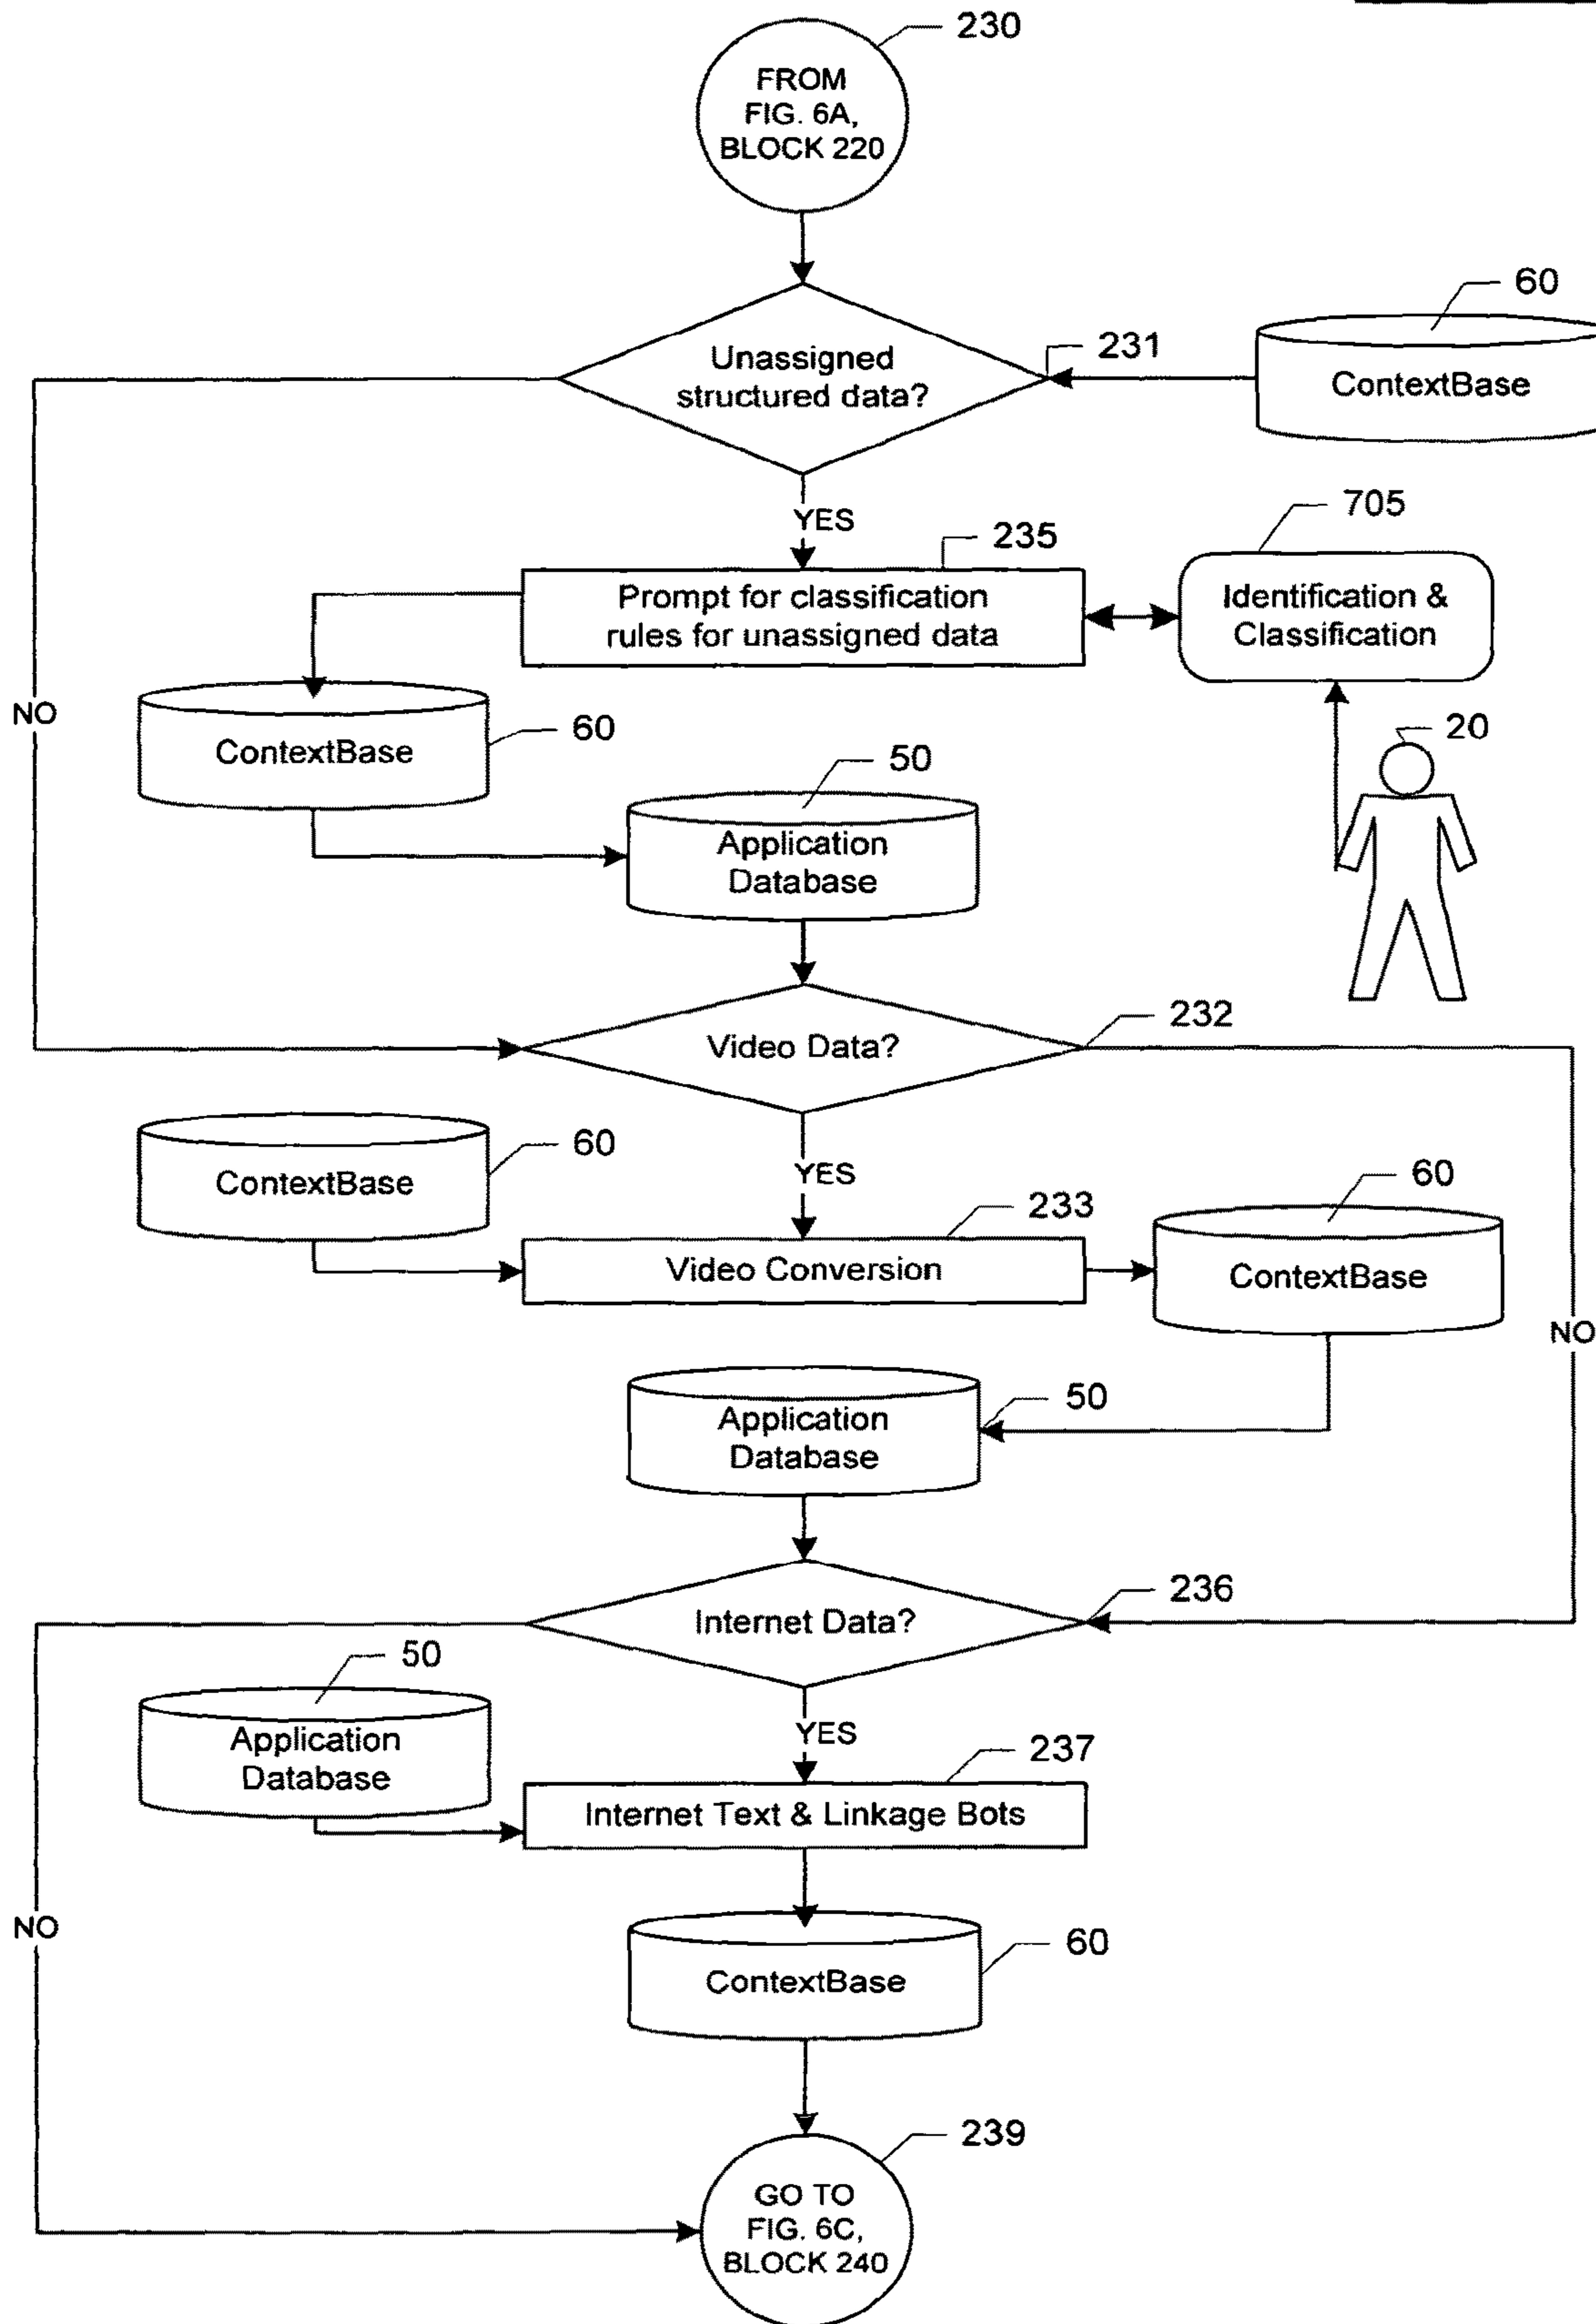 230
FROM
FIG. 6A,
BLOCK 220
60
231
Unassigned
structured data?
ContextBase
YES
705
235
Prompt for classification
rules for unassigned data
Identification &
Classification
NO
60
20
ContextBase
50
Application
Database
232
Video Data?
60
ContextBase
YES
60
233
Video Conversion
ContextBase
NO
50
Application
Database
236
Internet Data?
50
Application
Database
YES
237
Internet Text & Linkage Bots
NO
60
ContextBase
239
GO TO
FIG. 6C,
BLOCK 240